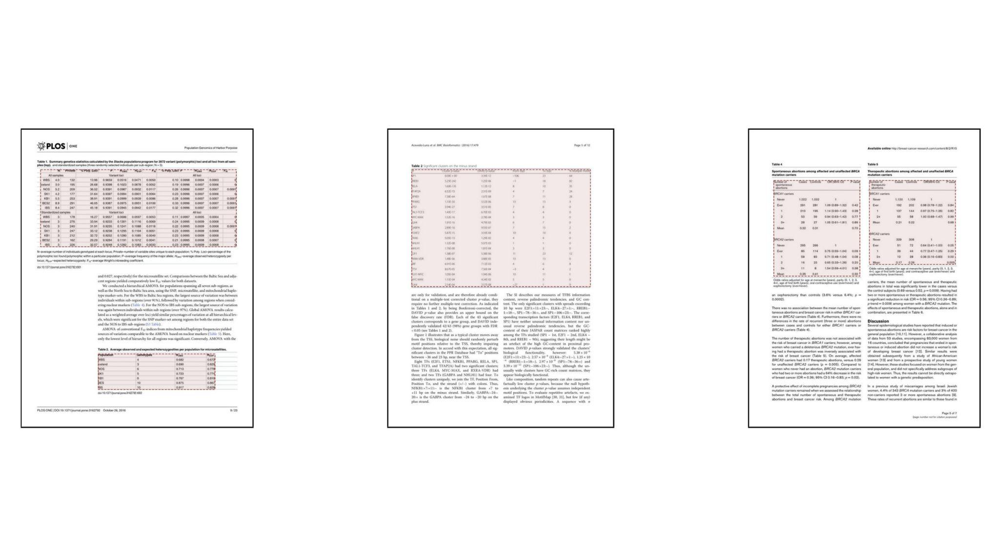 PLOS ONE
Population Genomics of Harbor Porpoise
Table 1. Summary genetics statistics calculated by the Stacks populations program for 2872 variant (polymorphic) loci and all loci from all sam-
ples (top). and standardized samples (three randomly selected individuals per sub-region; N = 3).
N Private % Poly. Loci P HOBS HEXP FIS % Poly. Loci P HOBS HEXP FIS
All samples Variant loci All loci
WBS 4.0 132 13.96 0.9659 0.0516 0.0471 0.0050 0.10 0.9998 0.0004 0.0003
Iceland 3.0 195 26.68 0.9398 0.1023 0.0878 0.0052 0.19 0.9996 0.0007 0.0006
NOS 5.2 209 36.52 0.9391 0.0987 0.0932 0.0117 0.26 0.9996 0.0007 0.0007 0.0001
SK1 4.2 177 31.64 0.9397 0.0994 0.0901 0.0064 0.23 0.9996 0.0007 0.0006
KB1 5.5 253 38.91 0.9391 0.0999 0.0939 0.0086 0.28 0.9996 0.0007 0.0007 0.0001
BES2 8.9 291 46.05 0.9387 0.0975 0.0951 0.0100 0.33 0.9996 0.0007 0.0007 0.0001
IBS 8.4 247 45.18 0.9391 0.0945 0.0942 0.0177 0.32 0.9996 0.0007 0.0007 0.0001
Standardized samples Variant loci All loci
WBS 3 178 16.27 0.9557 0.0686 0.0597 0.0053 0.11 0.9997 0.0005 0.0004
Iceland 3 276 33.94 0.9233 0.1301 0.1116 0.0069 0.24 0.9995 0.0009 0.0008
NOS 3 240 31.91 0.9235 0.1241 0.1088 0.0118 0.22 0.9995 0.0009 0.0008 0.0001
SK1 3 247 33.12 0.9238 0.1295 0.1104 0.0051 0.23 0.9995 0.0009 0.0008
KB1 3 212 32.72 0.9252 0.1280 0.1085 0.0040 0.23 0.9995 0.0009 0.0008
BES2 3 162 29.29 0.9284 0.1191 0.1012 0.0041 0.21 0.9995 0.0008 0.0007
IBS 3 226 32.57 0.9248 0.1282 0.1083 0.0033 0.23 0.9995 0.0009 0.0008
N–average number of individuals genotyped at each locus; Private–number of variable sites unique to each population; % Poly. Loci–percentage of the
polymorphic loci found polymorphic within a particular population; P–average frequency of the major allele; HOBS–average observed heterozygosity per
locus; HEXP–expected heterozygosity; FIS–average Wright's inbreeding coefficient.
doi:10.1371/journal.pone.0162792.t001
and 0.027, respectively) for the microsatellite set. Comparisons between the Baltic Sea and adja-
cent regions yielded comparatively low FST values for both datasets.
We conducted a hierarchical AMOVA for populations spanning all seven sub-regions, as
well as the North Sea to Baltic Sea area, using the SNP, microsatellite, and mitochondrial haplo-
type marker-sets. For the WBS to Baltic Sea regions, the largest source of variation was between
individuals within sub-regions (over 91%), followed by variation among regions when consid-
ering nuclear markers (Table 4). For the NOS to IBS sub-regions, the largest source of variation
was again between individuals within sub-regions (over 97%). Global AMOVA results calcu-
lated as a weighted average over loci yield similar percentages of variation at all hierarchical lev-
els, which were significant for the SNP marker-set among regions for both the entire data set
and the NOS to IBS sub-regions (S3 Table).
AMOVA of conventional FST indices from mitochondrial haplotype frequencies yielded
sources of variation comparable to the AMOVA based on nuclear markers (Table 5). Here,
only the lowest level of hierarchy for all regions was significant. Conversely, AMOVA with the
Table 2. Average observed and expected heterozygosities per population for microsatellites.
Population Genotypes HOBS HEXP
WBS 4 0.682 0.672
Iceland 3 0.690 0.829
NOS 6 0.713 0.778
SK1 5 0.723 0.774
KB1 6 0.767 0.816
BES 10 0.875 0.867
IBS 10 0.917 0.828
doi:10.1371/journal.pone.0162792.t002
PLOS ONE | DOI:10.1371/journal.pone.0162792 October 26, 2016 9 / 23
Acevedo-Luna et al. BMC Bioinformatics (2016) 17:479 Page 5 of 12
Table 2 Significant clusters on the minus strand
TF Cluster p-value DAVID p-value From (bp) To (bp) % Multiple motifs
SP1 0.00E + 00 3.39E-12 −106 23 64
RREB1 5.23E-242 1.25E-06 −1 18 82
RELA 1.60E-135 1.12E-12 8 10 35
TFAP2A 6.52E-73 2.31E-09 4 7 24
NFKB1 7.38E-64 1.67E-08 7 11 28
PPARG 1.15E-30 5.52E-06 13 15 3
ETS1 3.94E-27 3.51E-05 7 8 0
TAL1-TCF3 1.41E-17 6.70E-03 4 4 0
MYC-MAX 1.52E-16 2.78E-04 3 3 0
ELK4 1.91E-16 4.79E-03 6 7 0
GABPA 2.89E-16 9.55E-07 7 15 2
FOXF2 5.87E-15 3.59E-04 10 10 0
PAX6 5.05E-13 1.29E-02 4 4 0
NHLH1 1.32E-08 5.07E-03 1 1 0
NHLH1 1.76E-08 1.81E-04 3 3 0
E2F1 1.38E-07 5.38E-06 11 23 12
RXRA-VDR 1.48E-06 3.88E-05 13 13 0
IRF 6.91E-06 7.12E-03 4 6 8
ETS1 8.67E-05 7.56E-04 −3 4 2
TLX1-NFIC 1.05E-04 1.04E-06 10 11 1
MYC-MAX 1.15E-04 4.34E-03 5 5 0
ELK4 2.14E-04 2.57E-08 −27 1 9
are only for validation, and are therefore already condi-
tional on a multiple-test corrected cluster p-value, they
require no further multiple-test correction. As indicated
in Tables 1 and 2, by being Bonferroni-corrected, the
DAVID p-value also provides an upper bound on the
false discovery rate (FDR). Each of the 43 significant
clusters corresponds to a gene group, and DAVID inde-
pendently validated 42/43 (98%) gene groups with FDR
< 0.05 (see Tables 1 and 2).
Figure 1 illustrates that as a typical cluster moves away
from the TSS, biological noise should randomly perturb
motif positions relative to the TSS, thereby impairing
cluster detection. In accord with this expectation, all sig-
nificant clusters in the PPR Database had "To" positions
between −36 and 23 bp, near the TSS.
Eight TFs (E2F1, ETS1, NFKB1, PPARG, RELA, SP1,
TAL1-TCF3, and TFAP2A) had two significant clusters;
three TFs (ELK4, MYC-MAX, and RXRA-VDR) had
three; and two TFs (GABPA and NHLH1) had four. To
identify clusters uniquely, we join the TF, Position From,
Position To, and the strand (+/−) with colons. Thus,
NFKB1:+7:+11:− is the NFKB1 cluster from +7 to
+11 bp on the minus strand. Similarly, GABPA:−24:−
20:+ is the GABPA cluster from −24 to −20 bp on the
plus strand.
The SI describes our measures of TFBS information
content, reverse palindromic tendencies, and GC con-
tent. The only significant clusters with spreads exceeding
10 bp were E2F1:+11:+23:−, ELK4:−27:+1:−, RREB1:−
1:+18:−, SP1:−78:−36:+, and SP1:−106:+23:−. The corre-
sponding transcription factors (E2F1, ELK4, RREB1, and
SP1) have neither unusual information content nor un-
usual reverse palindromic tendencies, but the GC-
content of their JASPAR count matrices ranked highly
among the TFs studied (SP1 – 1st, E2F1 – 2nd, ELK4 –
8th, and RREB1 – 9th), suggesting their length might be
an artefact of the high GC-content in proximal pro-
moters. DAVID p-values strongly validated the clusters'
biological functionality, however: 5.38 × 10−6
(E2F1:+11:+23:−), 2.57 × 10−8 (ELK4:−27:+1:−), 1.25 × 10
−6 (RREB1:−1:+18:−), 2.97 × 10−8 (SP1:−78:−36:+) and
3.39 × 10−12 (SP1:−106:+23:−). Thus, although the un-
usually wide clusters have GC-rich count matrices, they
appear biologically functional.
Like composition, tandem repeats can also cause arte-
factually low cluster p-values, because the null hypoth-
esis underlying the cluster p-value assumes independent
motif positions. To evaluate repetitive artefacts, we ex-
amined TF logos in MotifMap [30, 31], but few (if any)
displayed obvious periodicities. A sequence with n
Available online http://breast-cancer-research.com/content/8/2/R15
Table 4
Spontaneous abortions among affected and unaffected BRCA
mutation carriers
Number of spontaneous abortions Cases Controls OR (95% CI) P value
BRCA1 carriers
Never 1,022 1,032 1
Ever 291 281 1.09 (0.89–1.32) 0.42
1 210 195 1.14 (0.90–1.43) 0.28
2 53 59 0.94 (0.63–1.42) 0.77
3+ 28 27 1.05 (0.61–1.81) 0.86
Mean 0.32 0.31 0.70
BRCA2 carriers
Never 295 266 1
Ever 85 114 0.75 (0.55–1.04) 0.09
1 58 83 0.71 (0.48–1.04) 0.08
2 16 23 0.65 (0.33–1.26) 0.20
3+ 11 8 1.54 (0.59–4.01) 0.38
Mean 0.35 0.41 0.30
Odds ratios adjusted for age at menarche (years), parity (0, 1, 2, 3,
4+), age of first birth (years), oral contraceptive use (ever/never) and
oophorectomy (ever/never).
an oophorectomy than controls (3.6% versus 6.4%; p =
0.0002).
There was no association between the mean number of spon-
taneous abortions and breast cancer risk in either BRCA1 car-
riers or BRCA2 carriers (Table 4). Furthermore, there were no
differences in the rate of recurrent (three or more) abortions
between cases and controls for either BRCA1 carriers or
BRCA2 carriers (Table 4).
The number of therapeutic abortions was not associated with
the risk of breast cancer in BRCA1 carriers; however, among
women who carried a deleterious BRCA2 mutation, ever hav-
ing had a therapeutic abortion was inversely associated with
the risk of breast cancer (Table 5). On average, affected
BRCA2 carriers had 0.17 therapeutic abortions, versus 0.29
for unaffected BRCA2 carriers (p = 0.005). Compared to
women who never had an abortion, BRCA2 mutation carriers
who had two or more abortions had a 64% decrease in the risk
of breast cancer (OR = 0.36; 95% CI 0.16–0.83; p = 0.02).
A protective effect of incomplete pregnancies among BRCA2
mutation carriers remained when we assessed the relationship
between the total number of spontaneous and therapeutic
abortions and breast cancer risk. Among BRCA2 mutation
Table 5
Therapeutic abortions among affected and unaffected BRCA
mutation carriers
Number of therapeutic abortions Cases Controls OR (95% CI) P value
BRCA1 carriers
Never 1,120 1,109 1
Ever 192 202 0.98 (0.78–1.22) 0.84
1 137 144 0.97 (0.75–1.26) 0.82
2+ 55 58 1.00 (0.68–1.47) 0.99
Mean 0.21 0.22 0.68
BRCA2 carriers
Never 329 308 1
Ever 51 72 0.64 (0.41–1.00) 0.05
1 39 44 0.77 (0.47–1.25) 0.29
2+ 12 28 0.36 (0.16–0.83) 0.02
Mean 0.17 0.29 0.005
Odds ratios adjusted for age at menarche (years), parity (0, 1, 2, 3,
4+), age of first birth (years), oral contraceptive use (ever/never) and
oophorectomy (ever/never).
carriers, the mean number of spontaneous and therapeutic
abortions in total was significantly lower in the cases versus
the control subjects (0.69 versus 0.52, p = 0.009). Having had
two or more spontaneous or therapeutic abortions resulted in
a significant reduction in risk (OR = 0.56; 95% CI 0.36–0.89;
p-trend = 0.009) among women with a BRCA2 mutation. The
effects of spontaneous and therapeutic abortions, alone and in
combination, are presented in Table 6.
Discussion
Several epidemiological studies have reported that induced or
spontaneous abortions are risk factors for breast cancer in the
general population [10,11]. However, a collaborative analysis
of data from 53 studies, encompassing 83,000 women from
16 countries, concluded that pregnancies that ended in spon-
taneous or induced abortion did not increase a woman's risk
of developing breast cancer [12]. Similar results were
obtained subsequently from a study of African-American
women [13] and from a prospective study of young women
[14]. However, these studies focused on women from the gen-
eral population, and did not specifically address subgroups of
high-risk women. Thus, the results cannot be directly extrapo-
lated to women with a genetic predisposition.
In a previous study of miscarriages among Israeli Jewish
women, 4.4% of 343 BRCA mutation carriers and 3% of 400
non-carriers reported 3 or more spontaneous abortions [9].
These rates of recurrent abortions are similar to those found in
Page 5 of 7
(page number not for citation purposes)